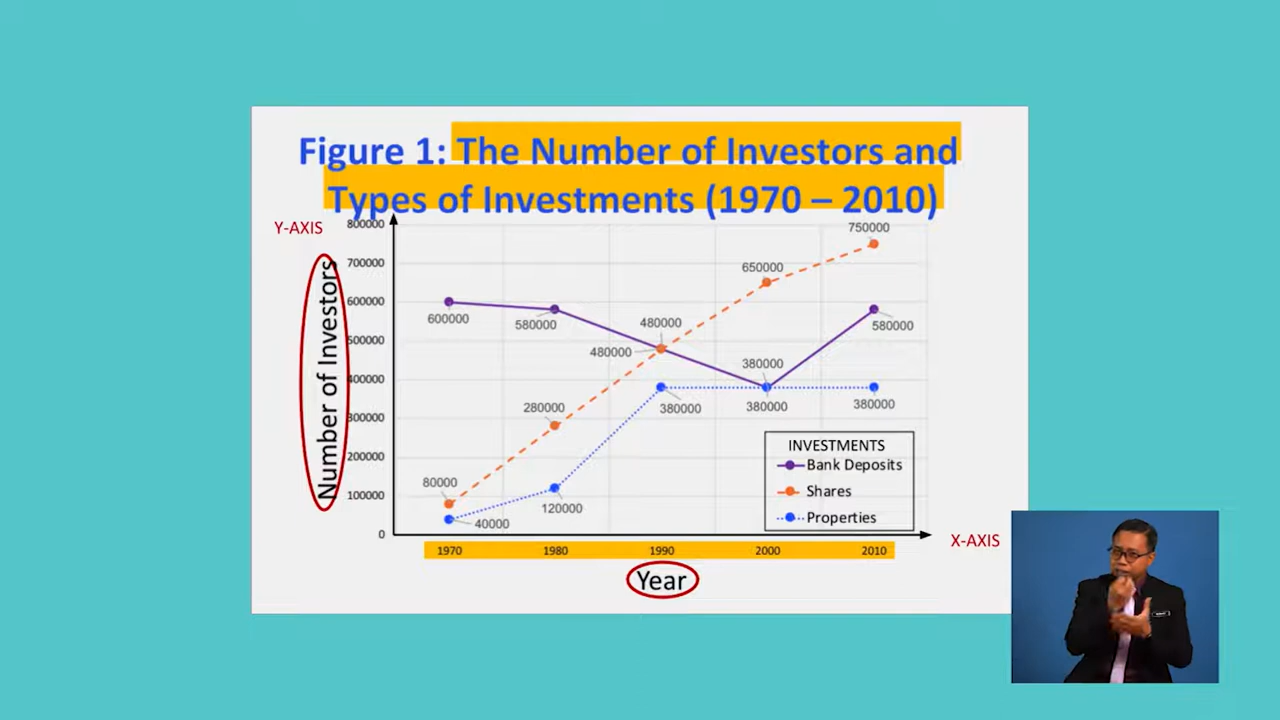 Figure 1: The Number of Investors and
Types of Investments (1970 – 2010)
Y-AXIS
Number of Investors
800000
700000
600000
500000
400000
300000
200000
100000
0
600000
580000
480000
380000
580000
80000
280000
480000
650000
750000
40000
120000
380000
380000
380000
INVESTMENTS
Bank Deposits
Shares
Properties
1970 1980 1990 2000 2010
X-AXIS
Year